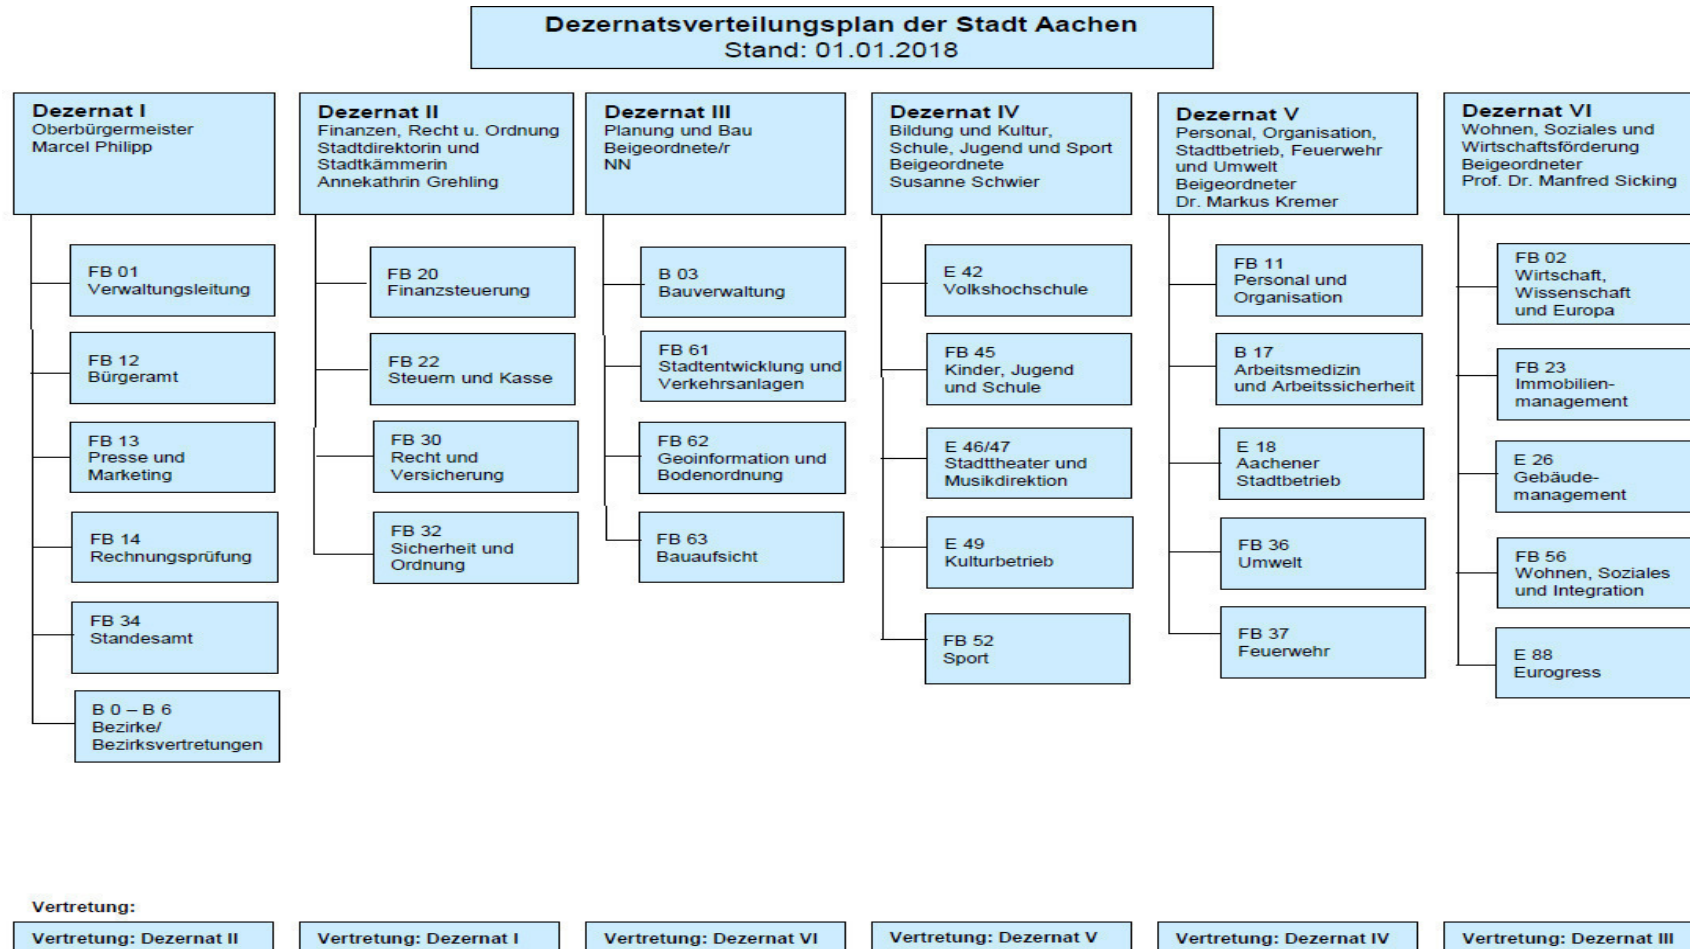 Dezernatsverteilungsplan der Stadt Aachen
Stand: 01.01.2018
Dezernat I
Oberbürgermeister
Marcel Philipp
FB 01
Verwaltungsleitung
FB 12
Bürgeramt
FB 13
Presse und
Marketing
FB 14
Rechnungsprüfung
FB 34
Standesamt
B 0 – B 6
Bezirke/
Bezirksvertretungen
Dezernat II
Finanzen, Recht u. Ordnung
Stadtdirektorin und
Stadtkämmerin
Annekathrin Grehling
FB 20
Finanzsteuerung
FB 22
Steuern und Kasse
FB 30
Recht und
Versicherung
FB 32
Sicherheit und
Ordnung
Dezernat III
Planung und Bau
Beigeordnete/r
NN
B 03
Bauverwaltung
FB 61
Stadtentwicklung und
Verkehrsanlagen
FB 62
Geoinformation und
Bodenordnung
FB 63
Bauaufsicht
Dezernat IV
Bildung und Kultur,
Schule, Jugend und Sport
Beigeordnete
Susanne Schwier
E 42
Volkshochschule
FB 45
Kinder, Jugend
und Schule
E 46/47
Stadttheater und
Musikdirektion
E 49
Kulturbetrieb
FB 52
Sport
Dezernat V
Personal, Organisation,
Stadtbetrieb, Feuerwehr
und Umwelt
Beigeordneter
Dr. Markus Kremer
FB 11
Personal und
Organisation
B 17
Arbeitsmedizin
und Arbeitssicherheit
E 18
Aachener
Stadtbetrieb
FB 36
Umwelt
FB 37
Feuerwehr
Dezernat VI
Wohnen, Soziales und
Wirtschaftsförderung
Beigeordneter
Prof. Dr. Manfred Sicking
FB 02
Wirtschaft,
Wissenschaft
und Europa
FB 23
Immobilien-
management
E 26
Gebäude-
management
FB 56
Wohnen, Soziales
und Integration
E 88
Eurogress
Vertretung:
Vertretung: Dezernat II
Vertretung: Dezernat I
Vertretung: Dezernat VI
Vertretung: Dezernat V
Vertretung: Dezernat IV
Vertretung: Dezernat III